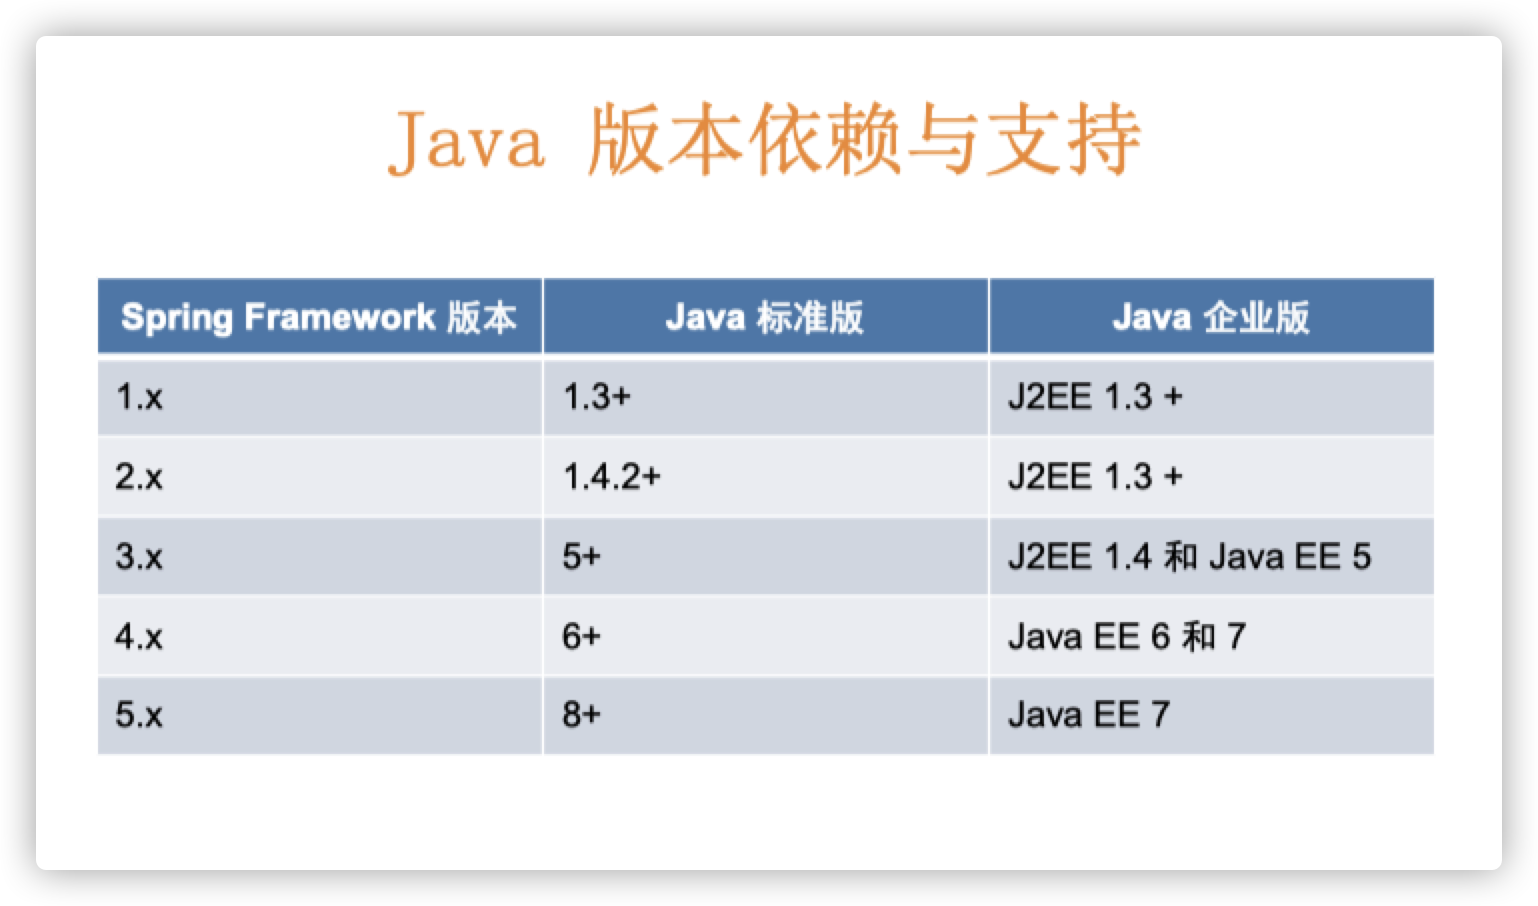 Java 版本依赖与支持
Spring Framework 版本 Java 标准版 Java 企业版
1.x 1.3+ J2EE 1.3 +
2.x 1.4.2+ J2EE 1.3 +
3.x 5+ J2EE 1.4 和 Java EE 5
4.x 6+ Java EE 6 和 7
5.x 8+ Java EE 7